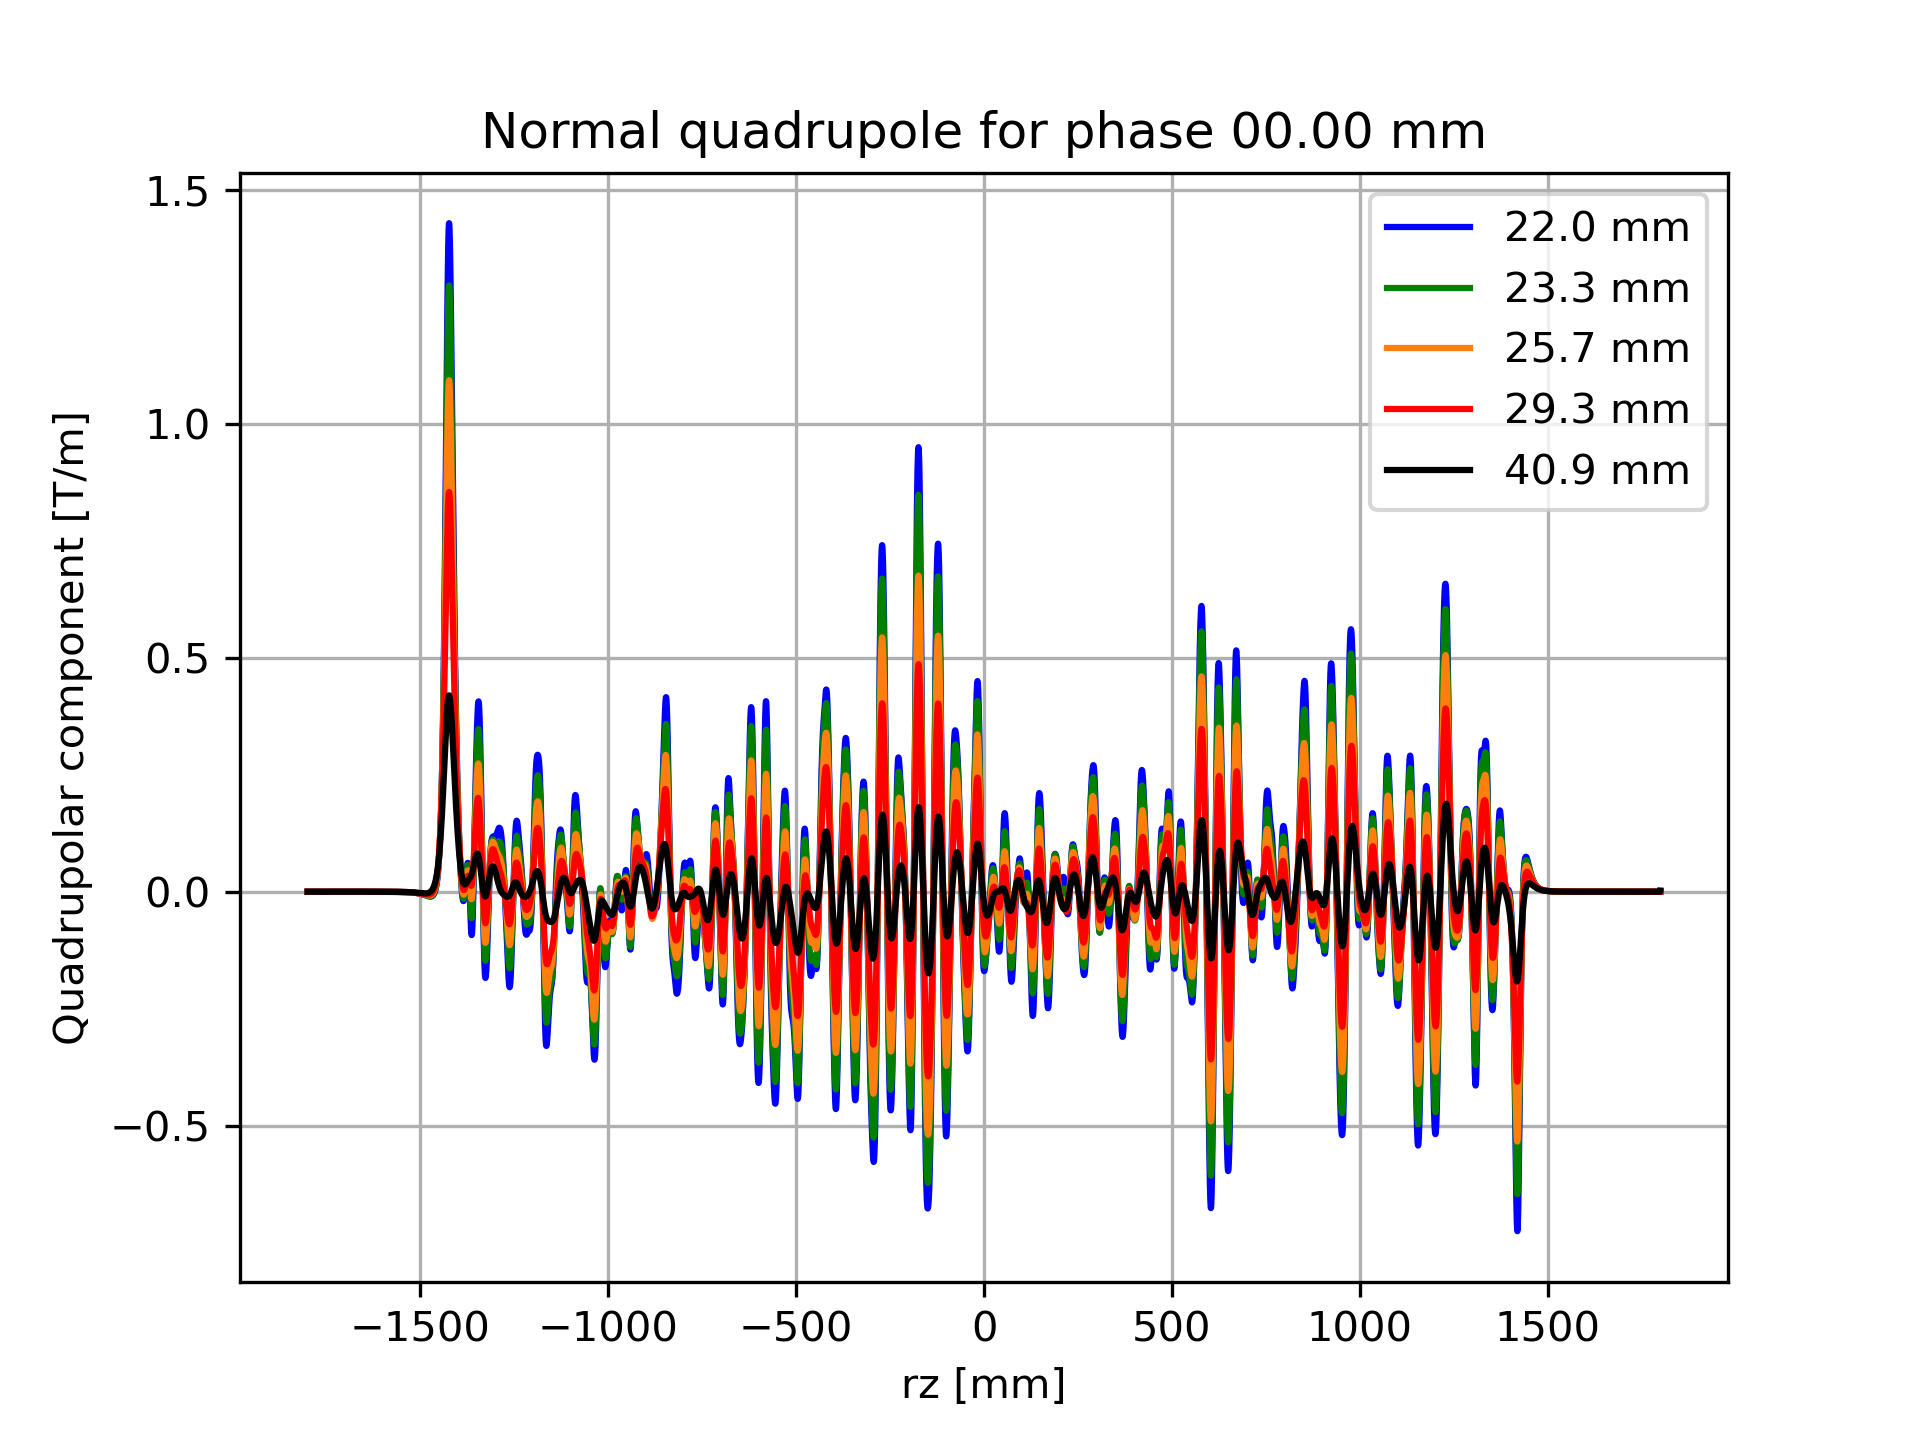 Normal quadrupole for phase 00.00 mm
1.5
1.0
0.5
0.0
−0.5
Quadrupolar component [T/m]
22.0 mm
23.3 mm
25.7 mm
29.3 mm
40.9 mm
−1500 −1000 −500 0 500 1000 1500
rz [mm]